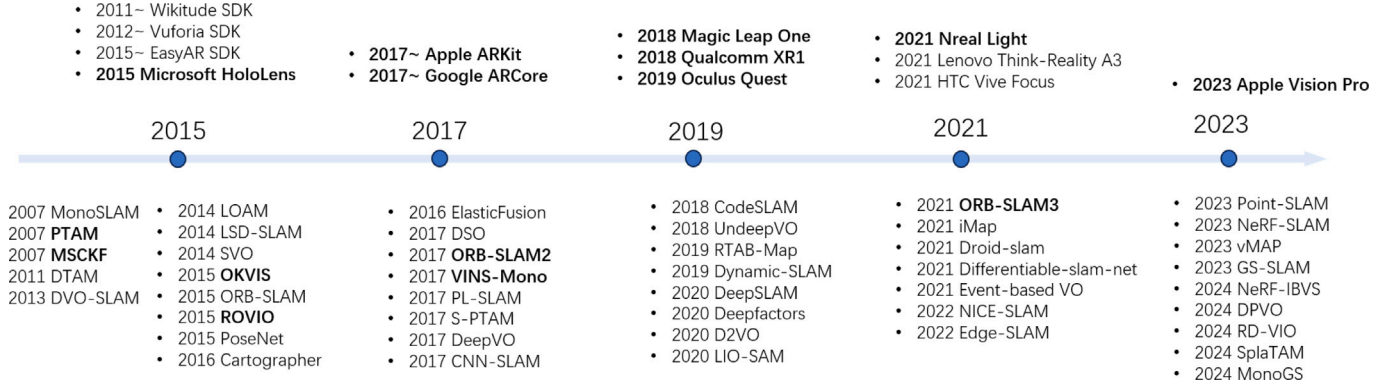 • 2011~ Wikitude SDK
• 2012~ Vuforia SDK
• 2015~ EasyAR SDK
• 2015 Microsoft HoloLens
• 2017~ Apple ARKit
• 2017~ Google ARCore
• 2018 Magic Leap One
• 2018 Qualcomm XR1
• 2019 Oculus Quest
• 2021 Nreal Light
• 2021 Lenovo Think-Reality A3
• 2021 HTC Vive Focus
• 2023 Apple Vision Pro
2015
2017
2019
2021
2023
2007 MonoSLAM
2007 PTAM
2007 MSCKF
2011 DTAM
2013 DVO-SLAM
• 2014 LOAM
• 2014 LSD-SLAM
• 2014 SVO
• 2015 OKVIS
• 2015 ORB-SLAM
• 2015 ROVIO
• 2015 PoseNet
• 2016 Cartographer
• 2016 ElasticFusion
• 2017 DSO
• 2017 ORB-SLAM2
• 2017 VINS-Mono
• 2017 PL-SLAM
• 2017 S-PTAM
• 2017 DeepVO
• 2017 CNN-SLAM
• 2018 CodeSLAM
• 2018 UndeepVO
• 2019 RTAB-Map
• 2019 Dynamic-SLAM
• 2020 DeepSLAM
• 2020 Deepfactors
• 2020 D2VO
• 2020 LIO-SAM
• 2021 ORB-SLAM3
• 2021 iMap
• 2021 Droid-slam
• 2021 Differentiable-slam-net
• 2021 Event-based VO
• 2022 NICE-SLAM
• 2022 Edge-SLAM
• 2023 Point-SLAM
• 2023 NeRF-SLAM
• 2023 vMAP
• 2023 GS-SLAM
• 2024 NeRF-IBVS
• 2024 DPVO
• 2024 RD-VIO
• 2024 SplaTAM
• 2024 MonoGS